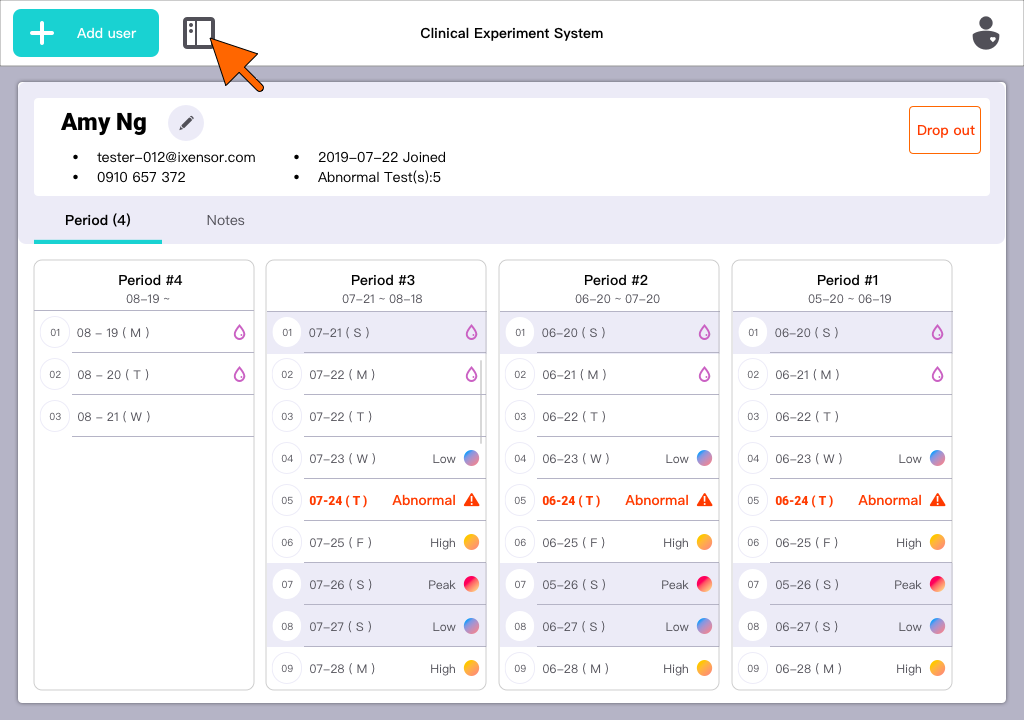 Add user
Clinical Experiment System
Amy Ng
Drop out
tester-012@ixensor.com
2019-07-22 Joined
0910 657 372
Abnormal Test(s):5
Period (4)
Notes
Period #4
08-19 ~
01 08 - 19 ( M )
02 08 - 20 ( T )
03 08 - 21 ( W )
Period #3
07-21 ~ 08-18
01 07-21 ( S )
02 07-22 ( M )
03 07-22 ( T )
04 07-23 ( W ) Low
05 07-24 ( T ) Abnormal
06 07-25 ( F ) High
07 07-26 ( S ) Peak
08 07-27 ( S ) Low
09 07-28 ( M ) High
Period #2
06-20 ~ 07-20
01 06-20 ( S )
02 06-21 ( M )
03 06-22 ( T )
04 06-23 ( W ) Low
05 06-24 ( T ) Abnormal
06 06-25 ( F ) High
07 05-26 ( S ) Peak
08 06-27 ( S ) Low
09 06-28 ( M ) High
Period #1
05-20 ~ 06-19
01 06-20 ( S )
02 06-21 ( M )
03 06-22 ( T )
04 06-23 ( W ) Low
05 06-24 ( T ) Abnormal
06 06-25 ( F ) High
07 05-26 ( S ) Peak
08 06-27 ( S ) Low
09 06-28 ( M ) High